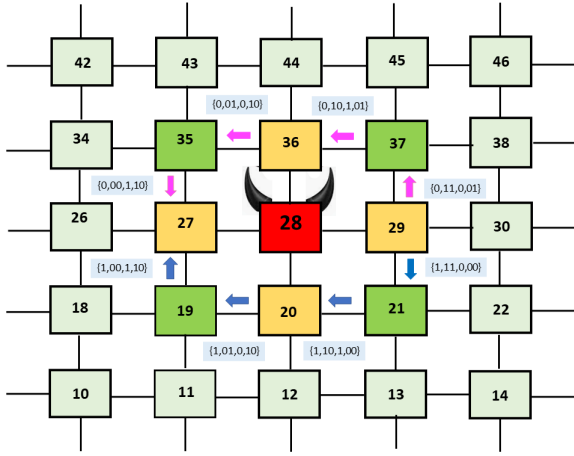 42 43 44 45 46
{0,01,0,10} {0,10,1,01}
34 35 36 37 38
{0,00,1,10} {0,11,0,01}
26 27 28 29 30
{1,00,1,10} {1,11,0,00}
18 19 20 21 22
{1,01,0,10} {1,10,1,00}
10 11 12 13 14